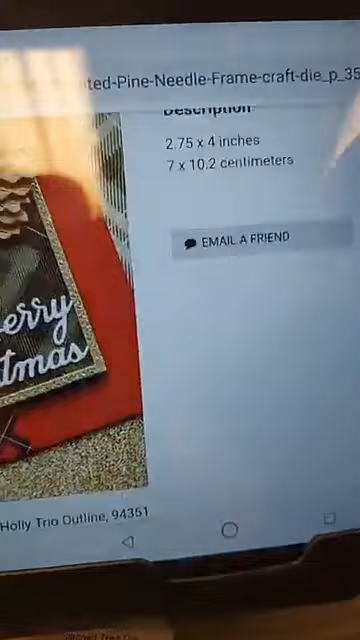 ted-Pine-Needle-Frame-craft-die_p_35
Description
2.75 x 4 inches
7 x 10.2 centimeters
EMAIL A FRIEND
erry
tmas
Holly Trio Outline, 94351